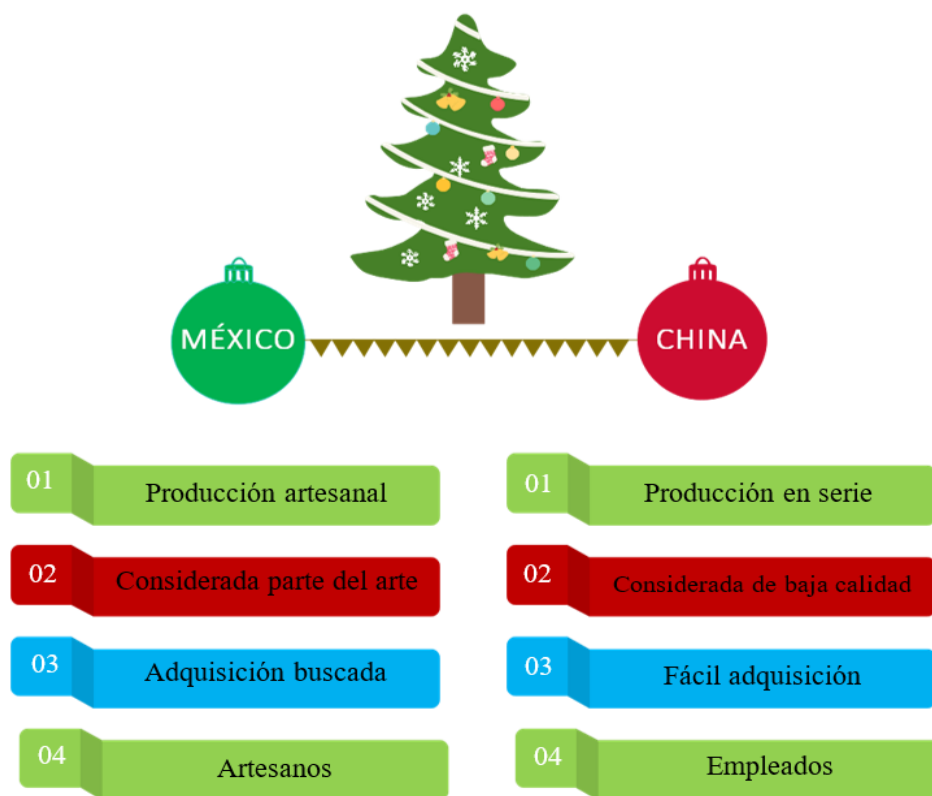 MÉXICO
CHINA
01
Producción artesanal
02
Considerada parte del arte
03
Adquisición buscada
04
Artesanos
01
Producción en serie
02
Considerada de baja calidad
03
Fácil adquisición
04
Empleados